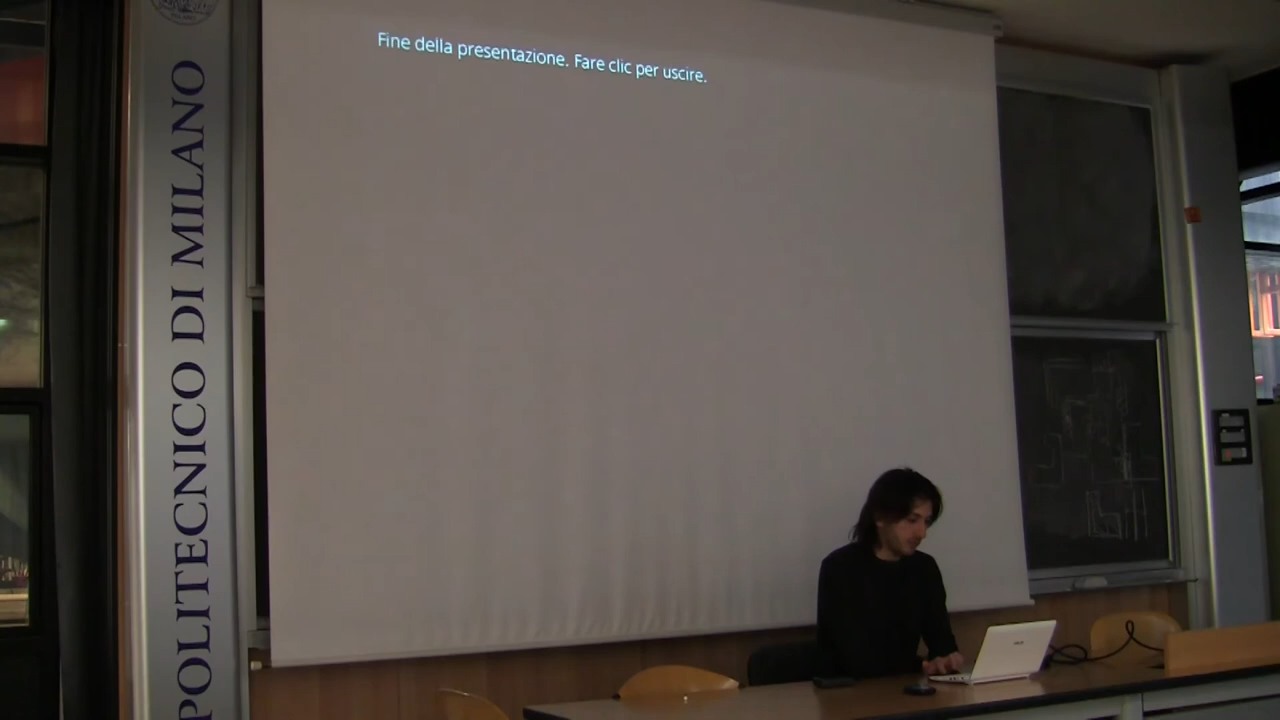 Fine della presentazione. Fare clic per uscire.
POLITECNICO DI MILANO